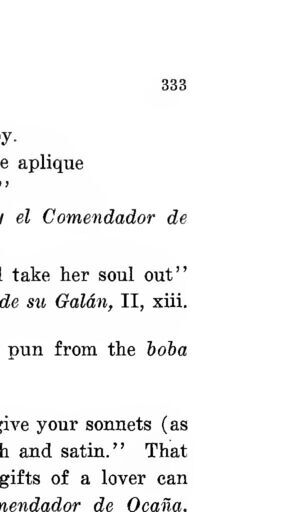 333
y.
e aplique
''
el Comendador de
take her soul out''
de su Galán, II, xiii.
pun from the boba
give your sonnets (as
h and satin.'' That
gifts of a lover can
mendador de Ocaña.